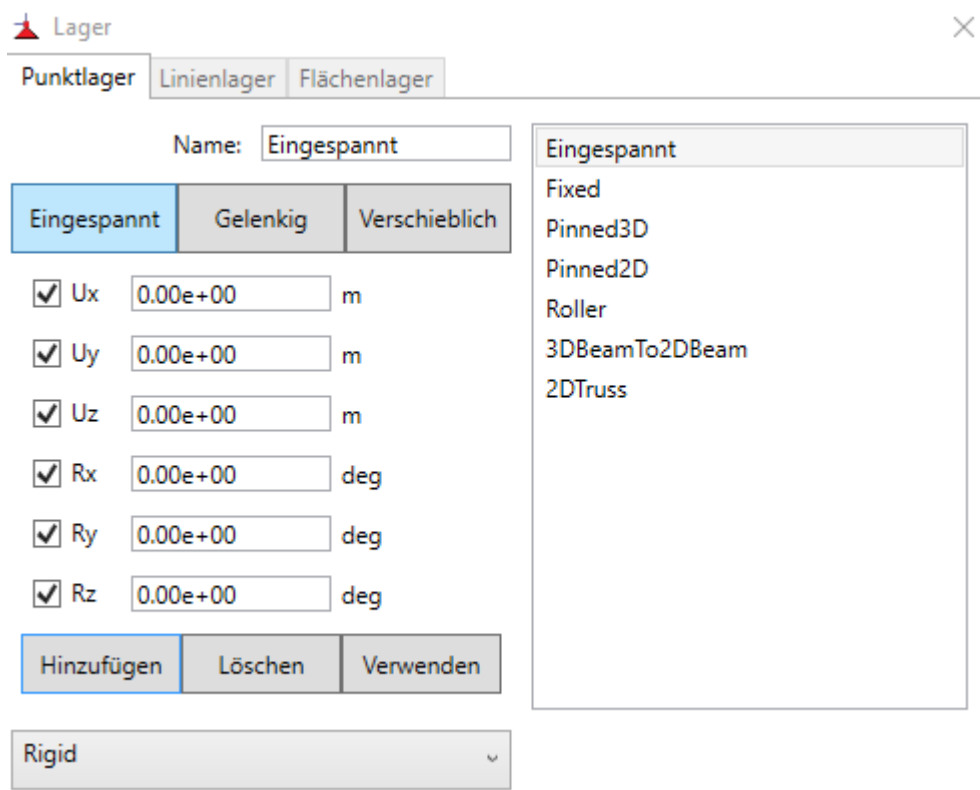 Lager
Punktlager Linienlager Flächenlager
Name: Eingespannt
Eingespannt Gelenkig Verschieblich
Ux 0.00e+00 m
Uy 0.00e+00 m
Uz 0.00e+00 m
Rx 0.00e+00 deg
Ry 0.00e+00 deg
Rz 0.00e+00 deg
Hinzufügen Löschen Verwenden
Rigid
Eingespannt
Fixed
Pinned3D
Pinned2D
Roller
3DBeamTo2DBeam
2DTruss